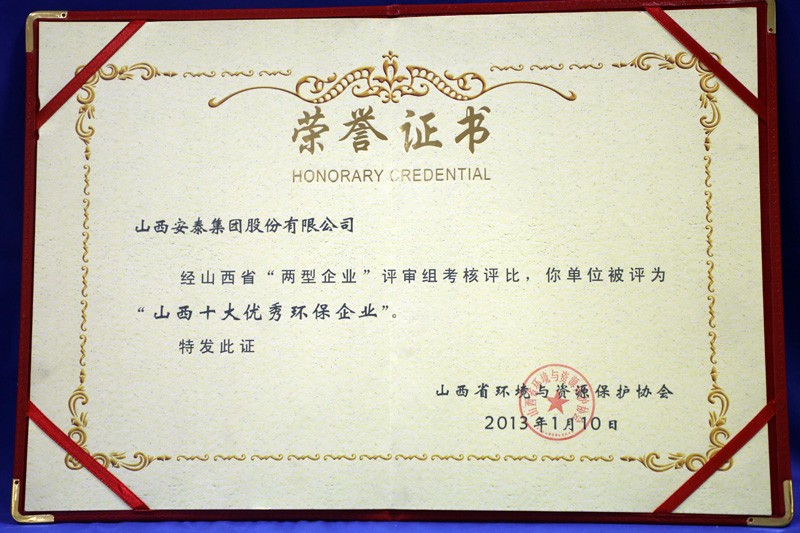 荣誉证书
HONORARY CREDENTIAL
山西安泰集团股份有限公司
经山西省“两型企业”评审组考核评比，你单位被评为
“山西十大优秀环保企业”。
特发此证
山西省环境与资源保护协会
2013年1月10日